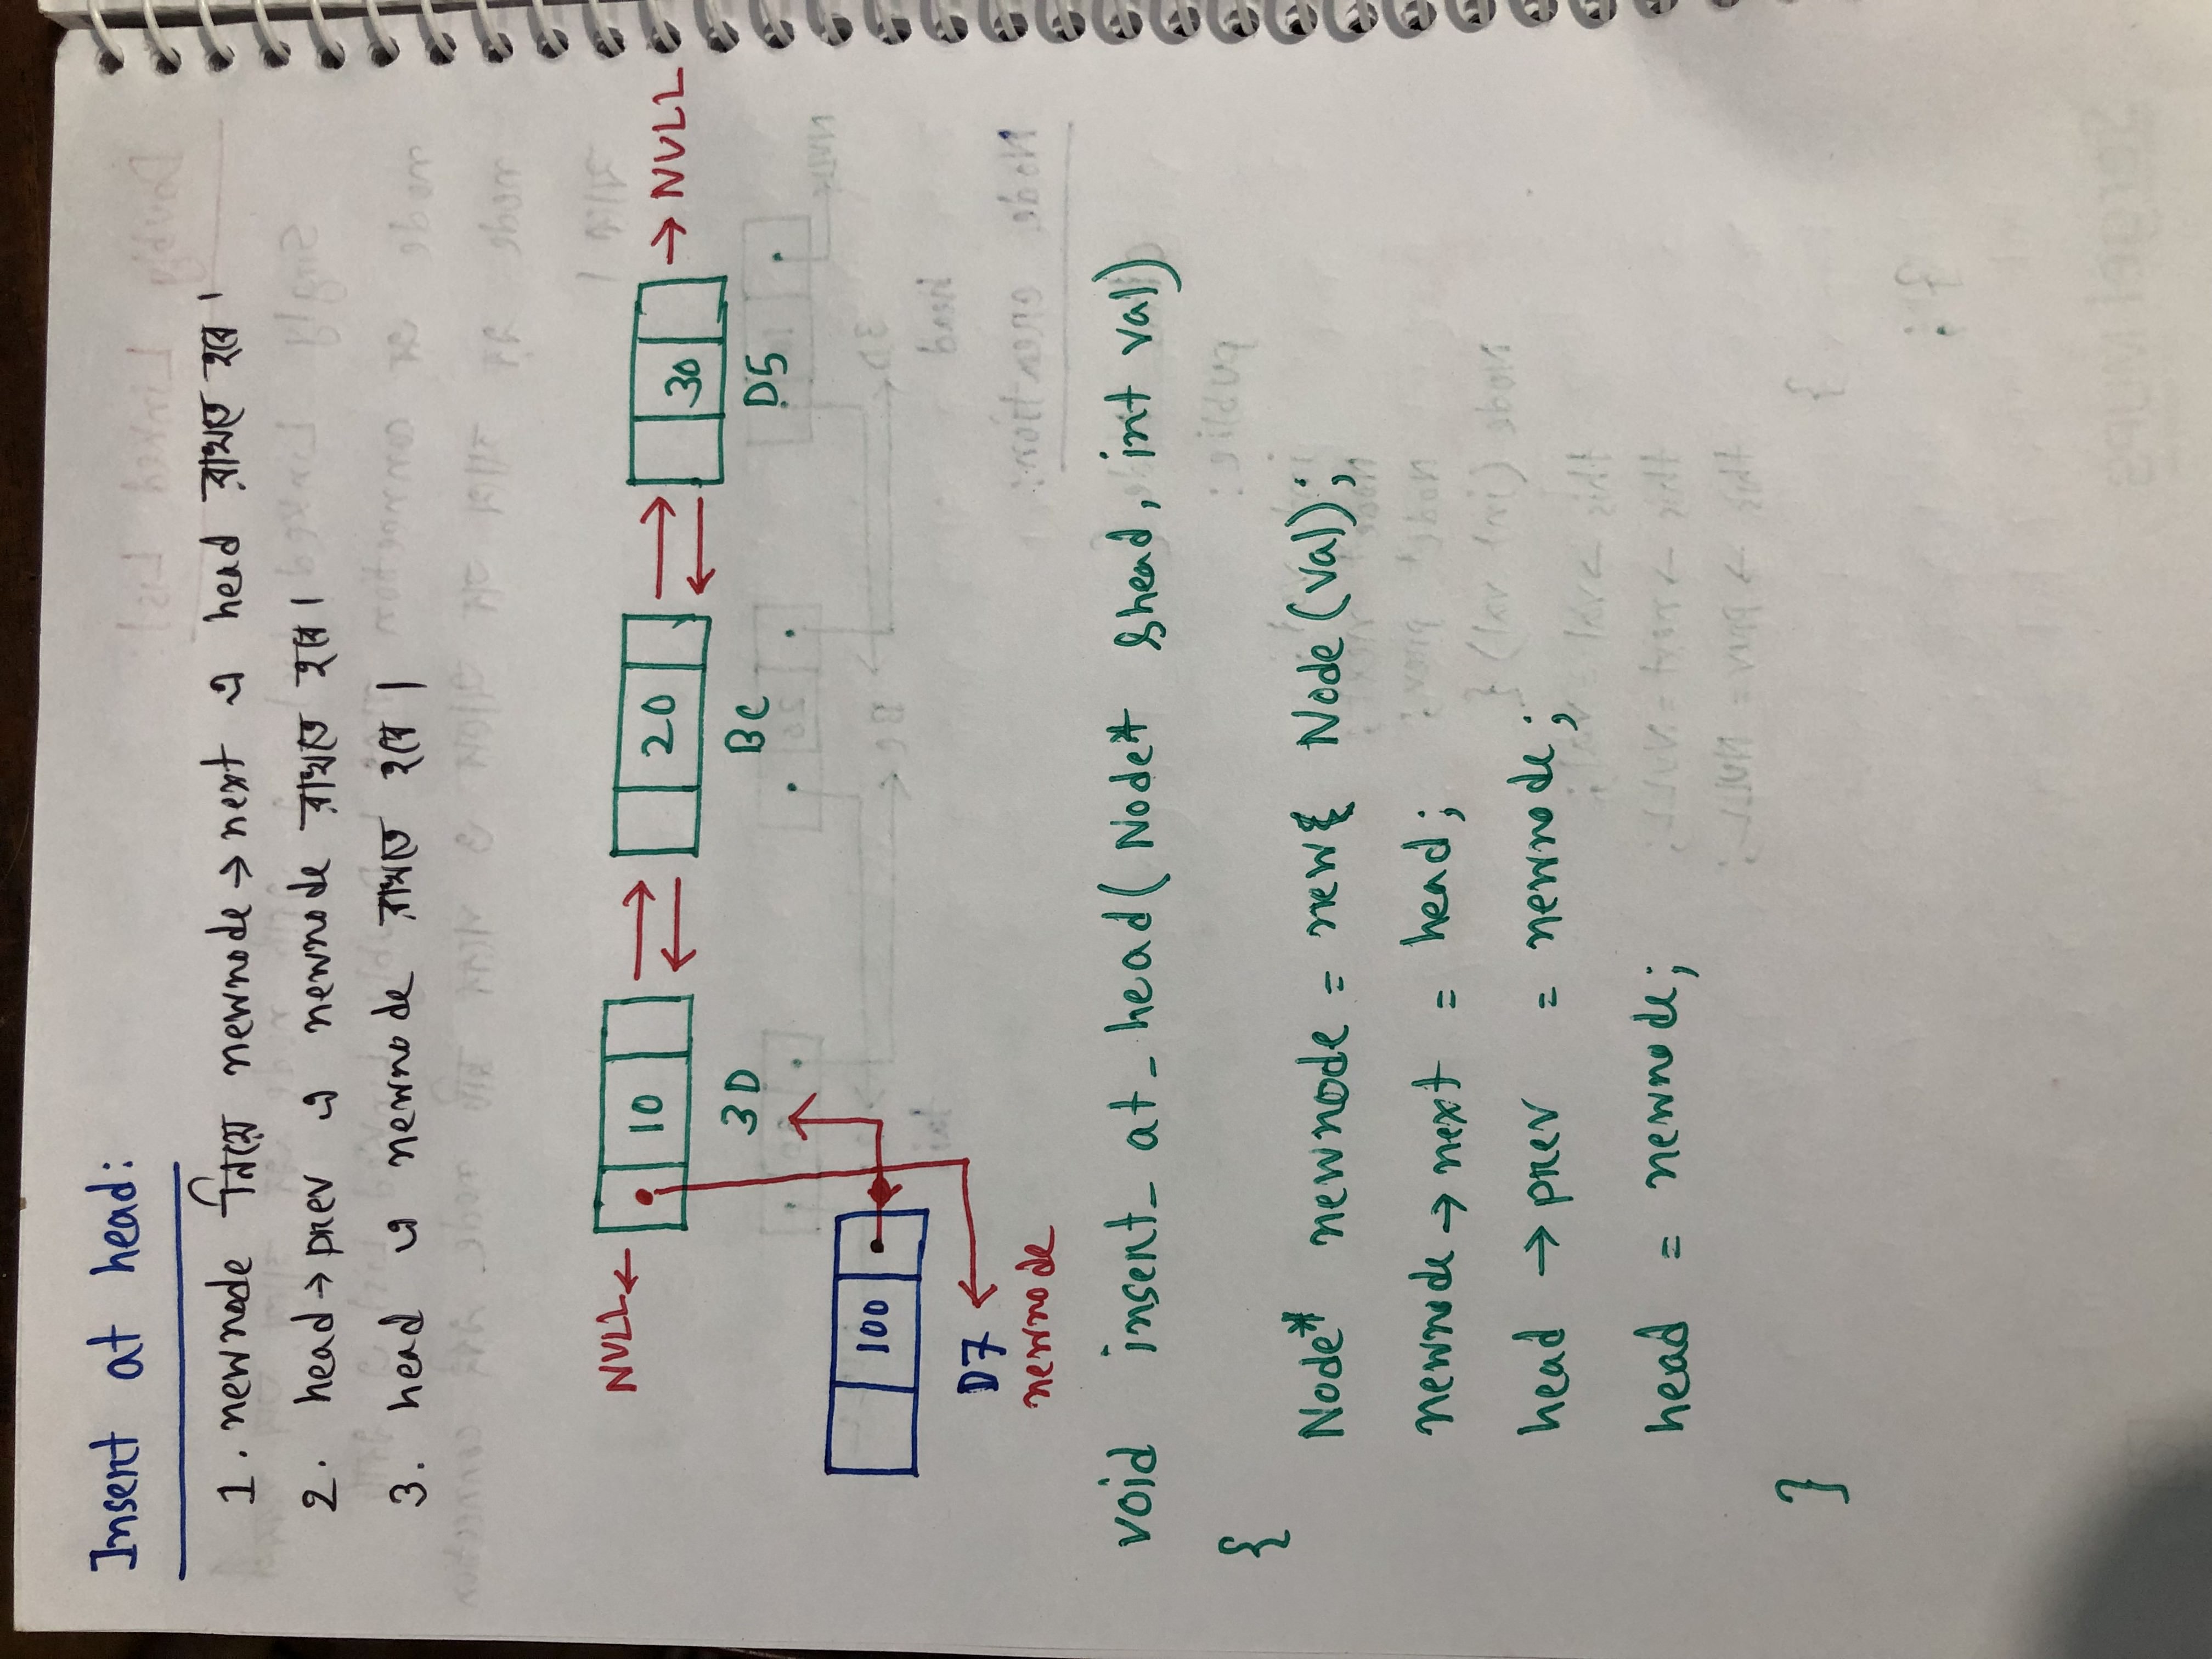 Insert at head:
1. newnode নিয়ে newnode→next এ head রাখতে হবে।
2. head→prev এ newnode রাখতে হবে।
3. head এ newnode রাখতে হবে।
NULL← 10 20 30 → NULL
3D BC D5
100
D7
newnode
void insert_at_head(Node* &head, int val)
{
Node* newnode = new Node(val);
newnode→next = head;
head →prev = newnode;
head = newnode;
}